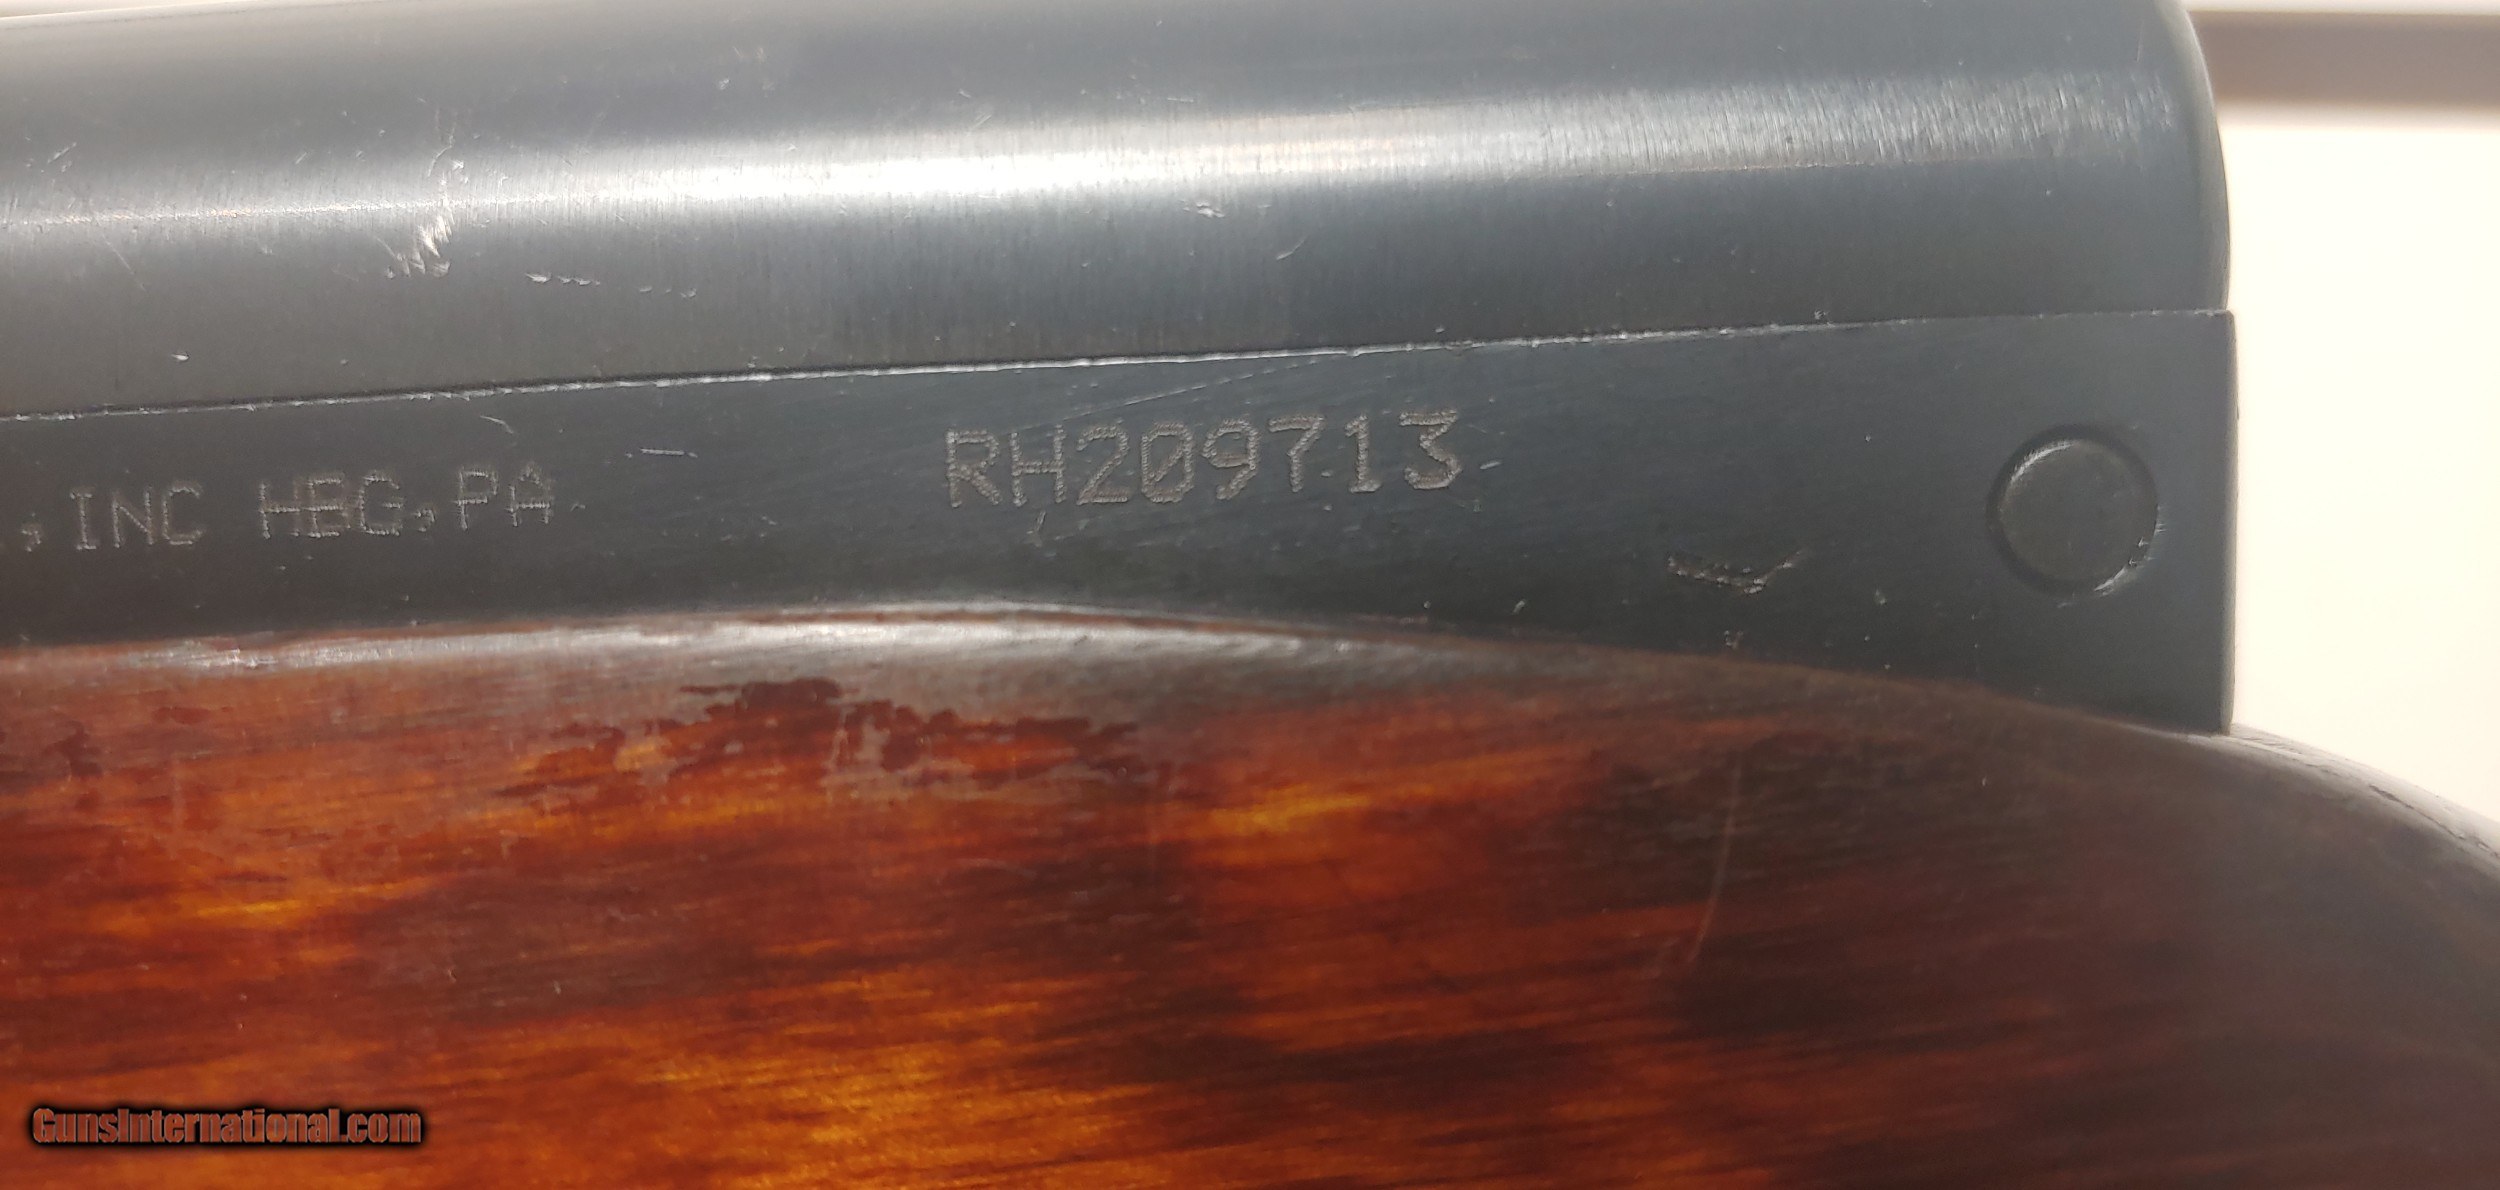 ,INC HBG,PA
RH209713
GunsInternational.com